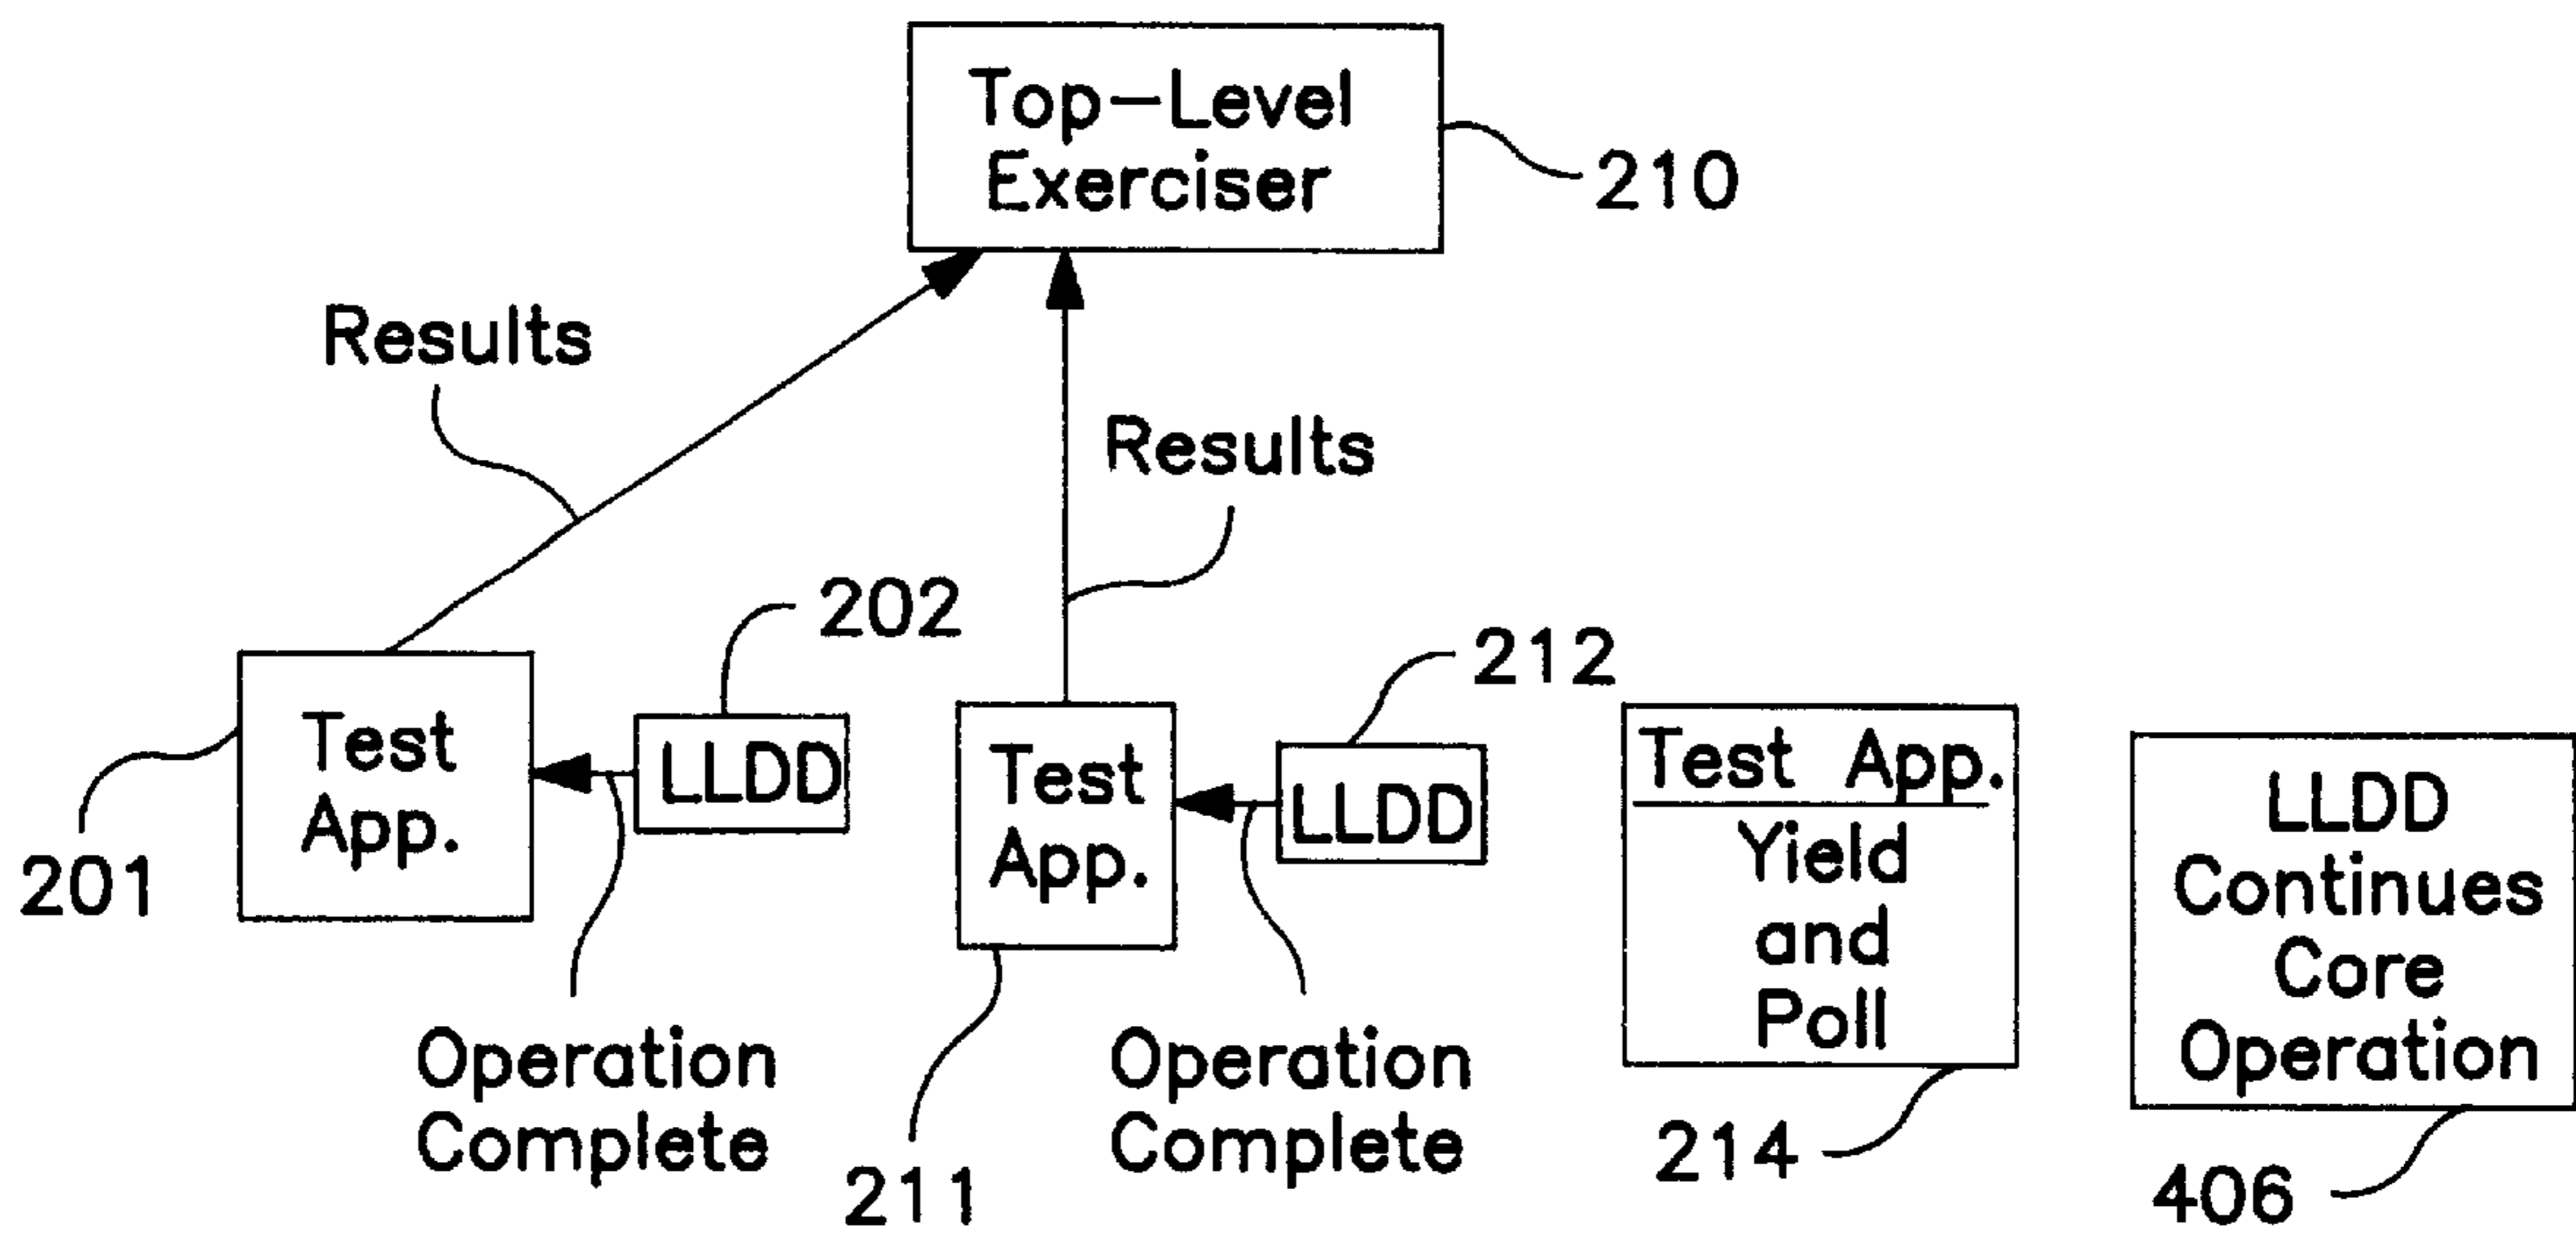 Top-Level
Exerciser
210
Results
Results
202
212
Test
App.
LLDD
201
Test
App.
LLDD
Test App.
Yield
and
Poll
LLDD
Continues
Core
Operation
Operation
Complete
211
Operation
Complete
214
406